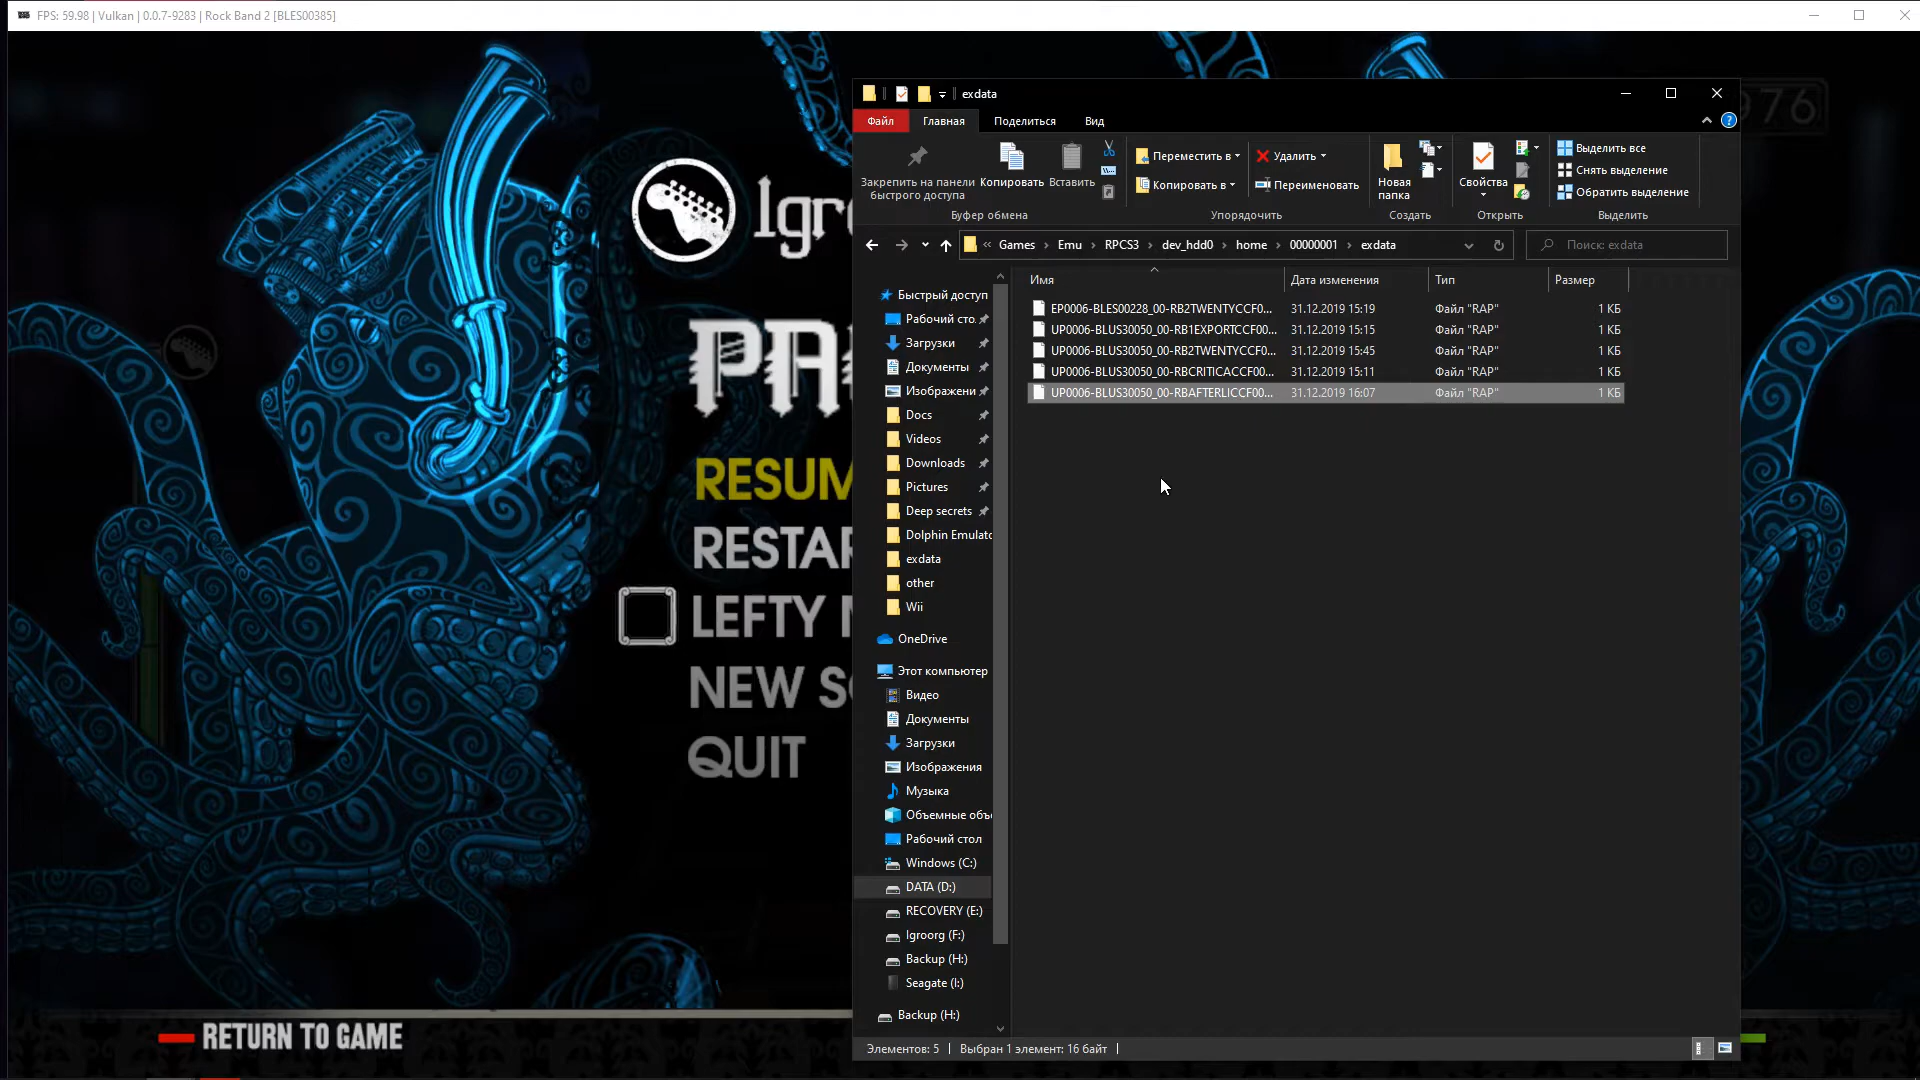 FPS: 59.98 | Vulkan | 0.0.7-9283 | Rock Band 2 [BLES00385]
976
Igro
PA
RESUM
RESTAR
LEFTY M
NEW SO
QUIT
RETURN TO GAME
exdata
Файл Главная Поделиться Вид
Закрепить на панели быстрого доступа
Копировать
Вставить
Буфер обмена
Переместить в
Копировать в
Удалить
Переименовать
Упорядочить
Новая папка
Создать
Свойства
Открыть
Выделить все
Снять выделение
Обратить выделение
Выделить
« Games > Emu > RPCS3 > dev_hdd0 > home > 00000001 > exdata
Поиск: exdata
Имя Дата изменения Тип Размер
EP0006-BLES00228_00-RB2TWENTYCCF0... 31.12.2019 15:19 Файл "RAP" 1 КБ
UP0006-BLUS30050_00-RB1EXPORTCCF00... 31.12.2019 15:15 Файл "RAP" 1 КБ
UP0006-BLUS30050_00-RB2TWENTYCCF0... 31.12.2019 15:45 Файл "RAP" 1 КБ
UP0006-BLUS30050_00-RBCRITICACCF00... 31.12.2019 15:11 Файл "RAP" 1 КБ
UP0006-BLUS30050_00-RBAFTERLICCF00... 31.12.2019 16:07 Файл "RAP" 1 КБ
Быстрый доступ
Рабочий сто
Загрузки
Документы
Изображени
Docs
Videos
Downloads
Pictures
Deep secrets
Dolphin Emulato
exdata
other
Wii
OneDrive
Этот компьютер
Видео
Документы
Загрузки
Изображения
Музыка
Объемные объе
Рабочий стол
Windows (C:)
DATA (D:)
RECOVERY (E:)
Igroorg (F:)
Backup (H:)
Seagate (I:)
Backup (H:)
Элементов: 5 | Выбран 1 элемент: 16 байт |